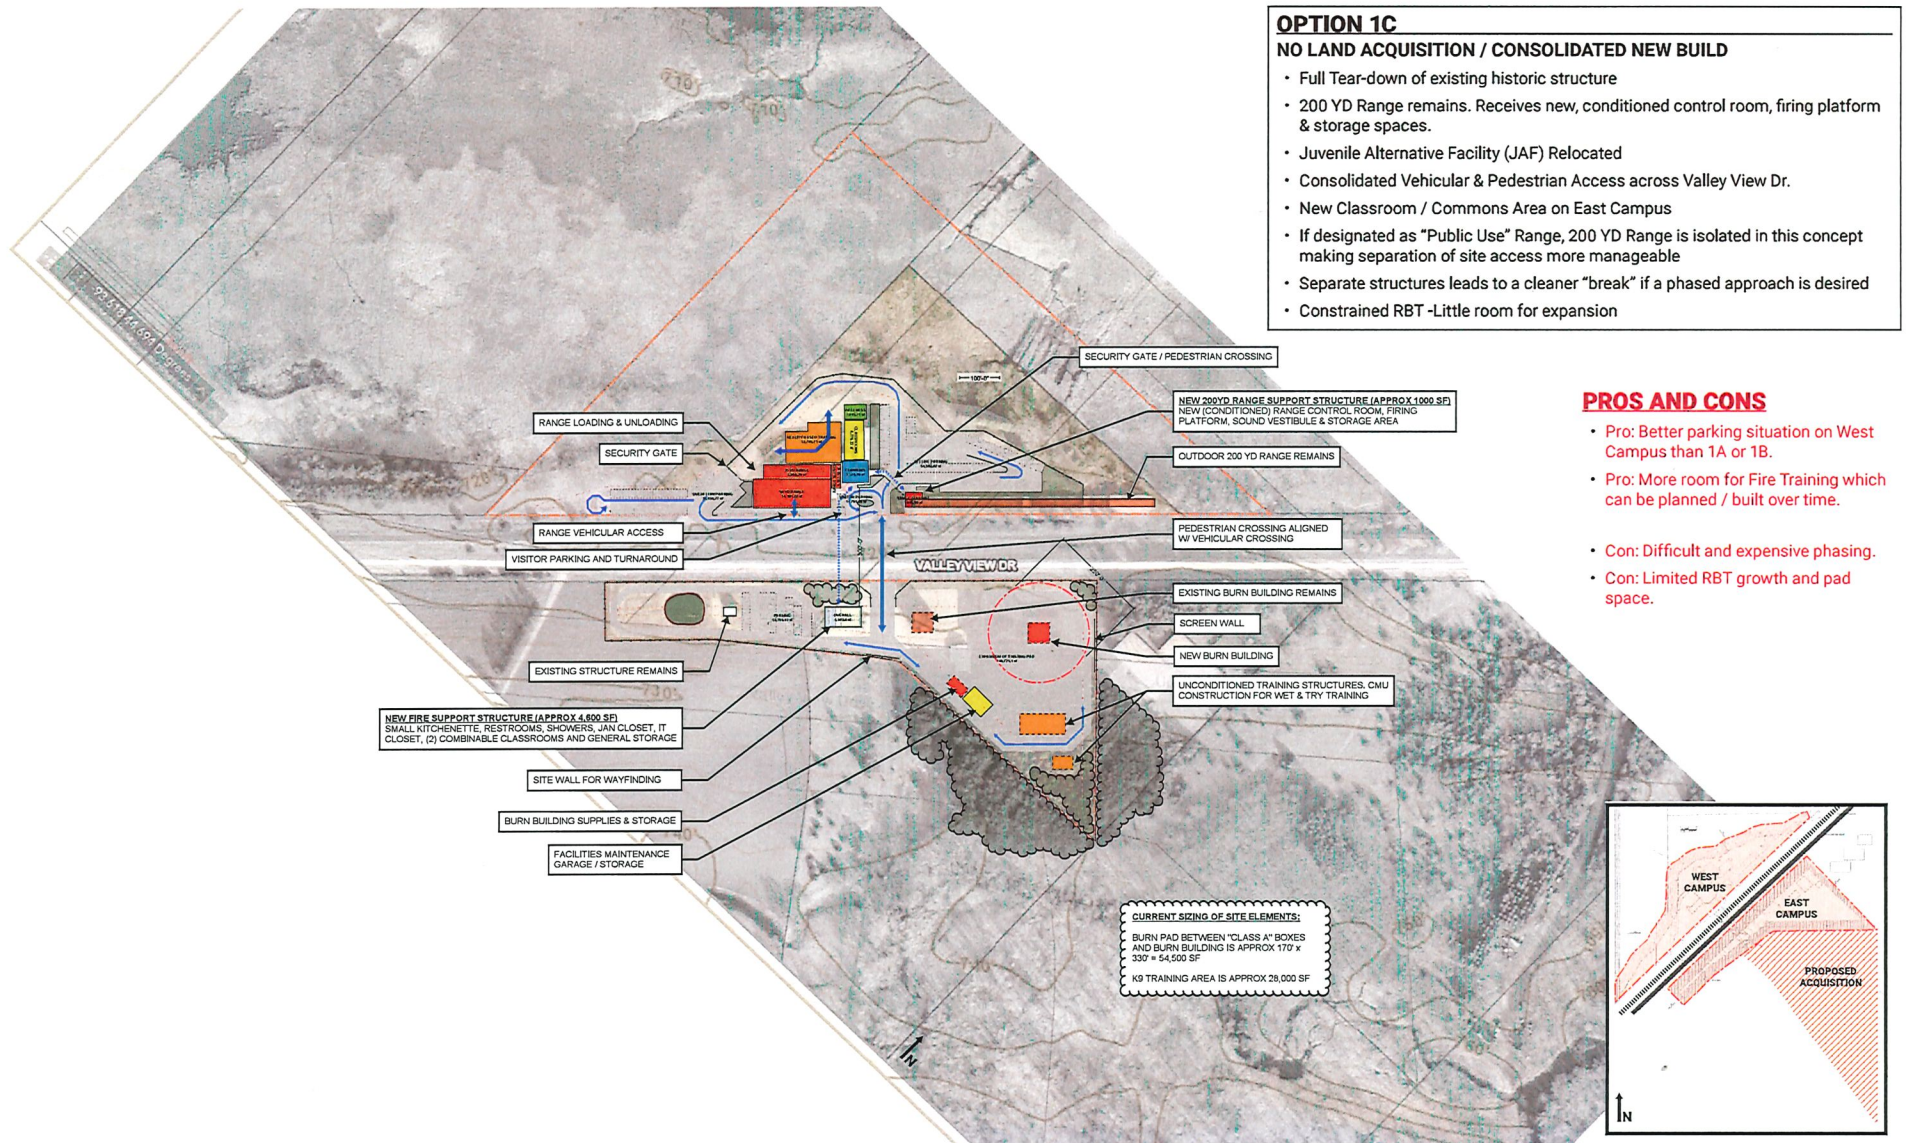 OPTION 1C
NO LAND ACQUISITION / CONSOLIDATED NEW BUILD
• Full Tear-down of existing historic structure
• 200 YD Range remains. Receives new, conditioned control room, firing platform
& storage spaces.
• Juvenile Alternative Facility (JAF) Relocated
• Consolidated Vehicular & Pedestrian Access across Valley View Dr.
• New Classroom / Commons Area on East Campus
• If designated as "Public Use" Range, 200 YD Range is isolated in this concept
making separation of site access more manageable
• Separate structures leads to a cleaner "break" if a phased approach is desired
• Constrained RBT -Little room for expansion
PROS AND CONS
• Pro: Better parking situation on West
Campus than 1A or 1B.
• Pro: More room for Fire Training which
can be planned / built over time.
• Con: Difficult and expensive phasing.
• Con: Limited RBT growth and pad
space.
SECURITY GATE / PEDESTRIAN CROSSING
100'-0"
NEW 200YD RANGE SUPPORT STRUCTURE (APPROX 1000 SF)
NEW (CONDITIONED) RANGE CONTROL ROOM, FIRING
PLATFORM, SOUND VESTIBULE & STORAGE AREA
OUTDOOR 200 YD RANGE REMAINS
PEDESTRIAN CROSSING ALIGNED
W/ VEHICULAR CROSSING
EXISTING BURN BUILDING REMAINS
SCREEN WALL
NEW BURN BUILDING
UNCONDITIONED TRAINING STRUCTURES. CMU
CONSTRUCTION FOR WET & TRY TRAINING
RANGE LOADING & UNLOADING
SECURITY GATE
RANGE VEHICULAR ACCESS
VISITOR PARKING AND TURNAROUND
VALLEY VIEW DR
EXISTING STRUCTURE REMAINS
NEW FIRE SUPPORT STRUCTURE (APPROX 4,600 SF)
SMALL KITCHENETTE, RESTROOMS, SHOWERS, JAN CLOSET, IT
CLOSET, (2) COMBINABLE CLASSROOMS AND GENERAL STORAGE
SITE WALL FOR WAYFINDING
BURN BUILDING SUPPLIES & STORAGE
FACILITIES MAINTENANCE
GARAGE / STORAGE
CURRENT SIZING OF SITE ELEMENTS:
BURN PAD BETWEEN "CLASS A" BOXES
AND BURN BUILDING IS APPROX 170' x
330' = 54,500 SF
K9 TRAINING AREA IS APPROX 28,000 SF
N
WEST
CAMPUS
EAST
CAMPUS
PROPOSED
ACQUISITION
N
710
720